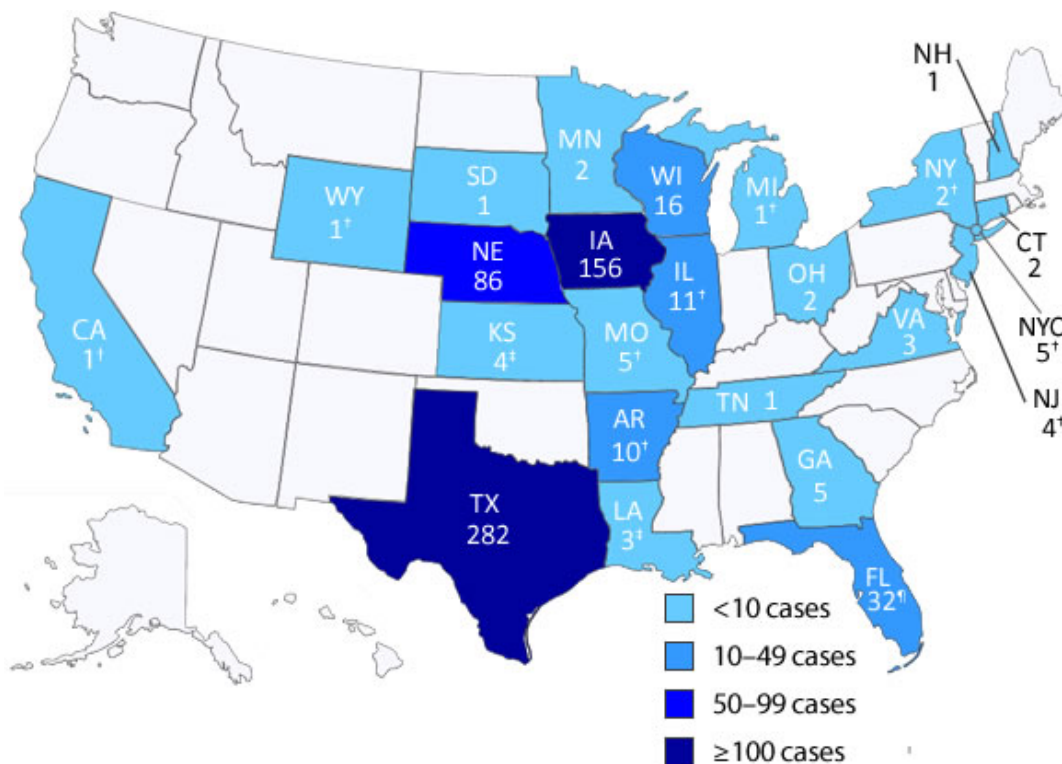 NH
1
MN
2
WI
16
MI
1†
NY
2†
SD
1
WY
1†
NE
86
IA
156
IL
11†
OH
2
CT
2
NYC
5†
NJ
4†
VA
3
CA
1†
KS
4‡
MO
5†
TN 1
AR
10†
GA
5
TX
282
LA
3‡
FL
32¶
<10 cases
10–49 cases
50–99 cases
≥100 cases